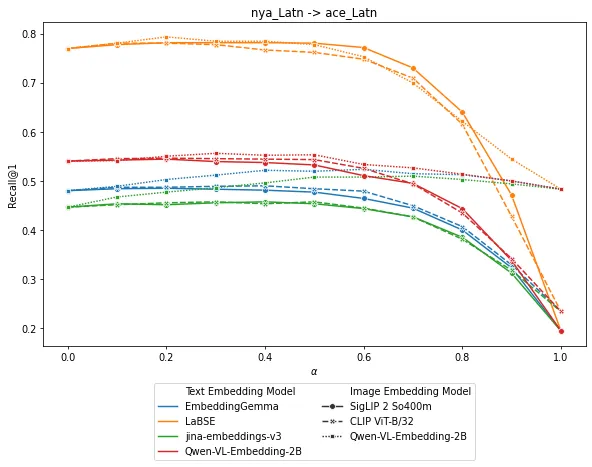 nya_Latn -> ace_Latn
Recall@1
0.8
0.7
0.6
0.5
0.4
0.3
0.2
0.0
0.2
0.4
0.6
0.8
1.0
α
Text Embedding Model
EmbeddingGemma
LaBSE
jina-embeddings-v3
Qwen-VL-Embedding-2B
Image Embedding Model
SigLIP 2 So400m
CLIP ViT-B/32
Qwen-VL-Embedding-2B